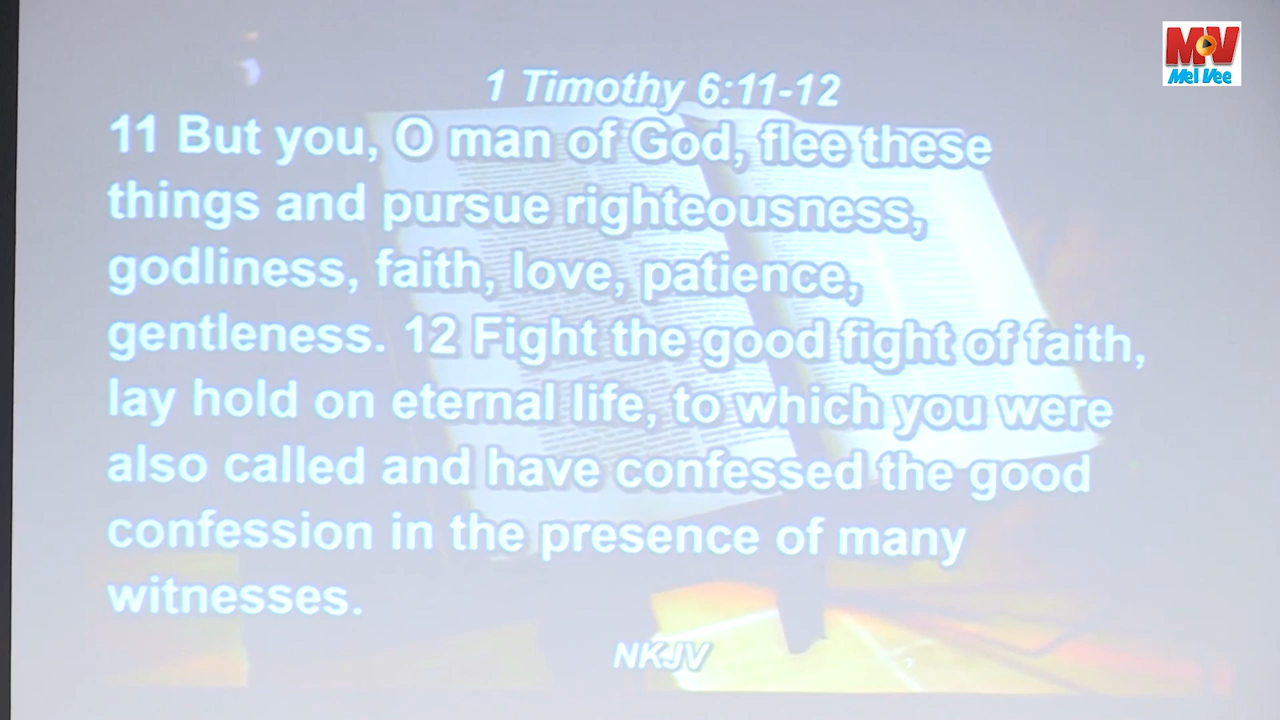 MV
Mel Vee
1 Timothy 6:11-12
11 But you, O man of God, flee these
things and pursue righteousness,
godliness, faith, love, patience,
gentleness. 12 Fight the good fight of faith,
lay hold on eternal life, to which you were
also called and have confessed the good
confession in the presence of many
witnesses.
NKJV